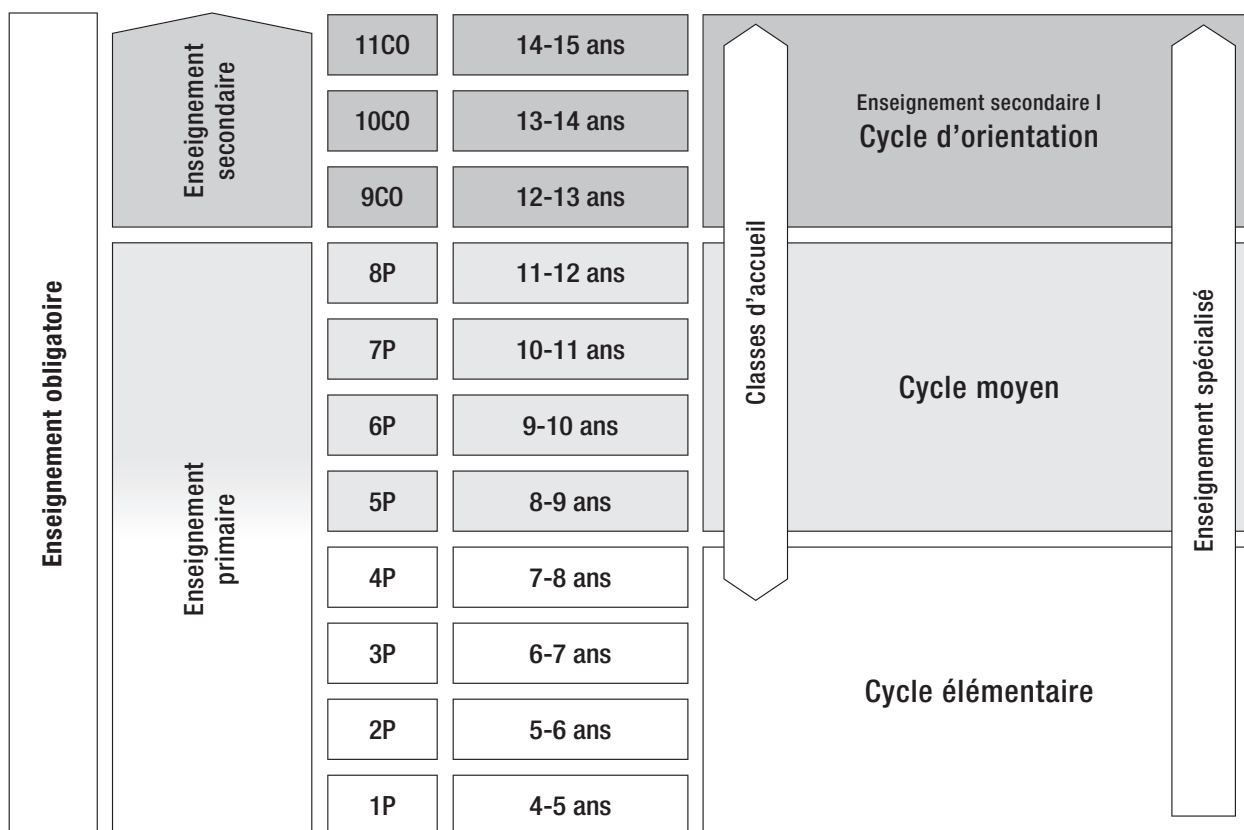 Enseignement obligatoire
Enseignement
secondaire
Enseignement
primaire
11CO
14-15 ans
10CO
13-14 ans
9CO
12-13 ans
8P
11-12 ans
7P
10-11 ans
6P
9-10 ans
5P
8-9 ans
4P
7-8 ans
3P
6-7 ans
2P
5-6 ans
1P
4-5 ans
Classes d’accueil
Enseignement secondaire I
Cycle d’orientation
Cycle moyen
Cycle élémentaire
Enseignement spécialisé